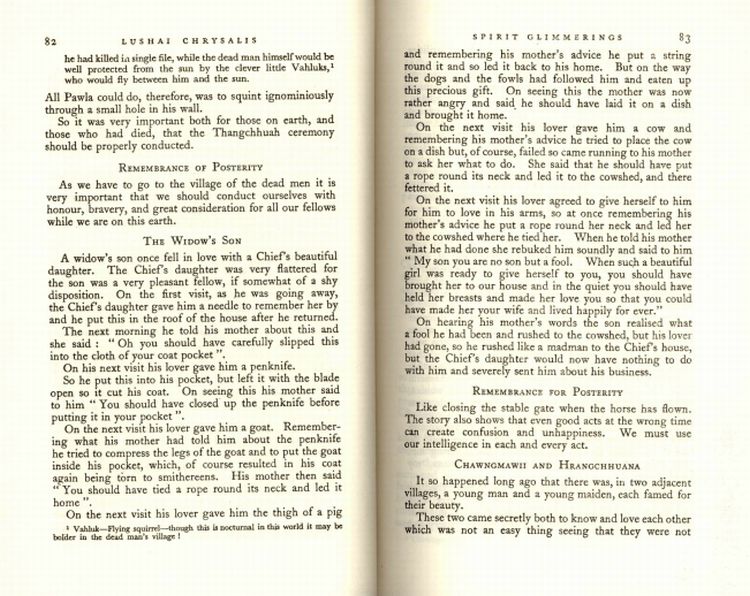 82 LUSHAI CHRYSALIS
he had killed in single file, while the dead man himself would be
well protected from the sun by the clever little Vahluks,¹
who would fly between him and the sun.
All Pawla could do, therefore, was to squint ignominiously
through a small hole in his wall.
So it was very important both for those on earth, and
those who had died, that the Thangchhuah ceremony
should be properly conducted.
REMEMBRANCE OF POSTERITY
As we have to go to the village of the dead men it is
very important that we should conduct ourselves with
honour, bravery, and great consideration for all our fellows
while we are on this earth.
THE WIDOW'S SON
A widow's son once fell in love with a Chief's beautiful
daughter. The Chief's daughter was very flattered for
the son was a very pleasant fellow, if somewhat of a shy
disposition. On the first visit, as he was going away,
the Chief's daughter gave him a needle to remember her by
and he put this in the roof of the house after he returned.
The next morning he told his mother about this and
she said : “ Oh you should have carefully slipped this
into the cloth of your coat pocket ”.
On his next visit his lover gave him a penknife.
So he put this into his pocket, but left it with the blade
open so it cut his coat. On seeing this his mother said
to him “ You should have closed up the penknife before
putting it in your pocket ”.
On the next visit his lover gave him a goat. Remember-
ing what his mother had told him about the penknife
he tried to compress the legs of the goat and to put the goat
inside his pocket, which, of course resulted in his coat
again being torn to smithereens. His mother then said
“ You should have tied a rope round its neck and led it
home ”.
On the next visit his lover gave him the thigh of a pig
¹ Vahluk—Flying squirrel—though this is nocturnal in this world it may be
bolder in the dead man's village !
SPIRIT GLIMMERINGS 83
and remembering his mother's advice he put a string
round it and so led it back to his home. But on the way
the dogs and the fowls had followed him and eaten up
this precious gift. On seeing this the mother was now
rather angry and said he should have laid it on a dish
and brought it home.
On the next visit his lover gave him a cow and
remembering his mother's advice he tried to place the cow
on a dish but, of course, failed so came running to his mother
to ask her what to do. She said that he should have put
a rope round its neck and led it to the cowshed, and there
fettered it.
On the next visit his lover agreed to give herself to him
for him to love in his arms, so at once remembering his
mother's advice he put a rope round her neck and led her
to the cowshed where he tied her. When he told his mother
what he had done she rebuked him soundly and said to him
“ My son you are no son but a fool. When such a beautiful
girl was ready to give herself to you, you should have
brought her to our house and in the quiet you should have
held her breasts and made her love you so that you could
have made her your wife and lived happily for ever.”
On hearing his mother's words the son realised what
a fool he had been and rushed to the cowshed, but his lover
had gone, so he rushed like a madman to the Chief's house,
but the Chief's daughter would now have nothing to do
with him and severely sent him about his business.
REMEMBRANCE FOR POSTERITY
Like closing the stable gate when the horse has flown.
The story also shows that even good acts at the wrong time
can create confusion and unhappiness. We must use
our intelligence in each and every act.
CHAWNGMAWII AND HRANGCHHUANA
It so happened long ago that there was, in two adjacent
villages, a young man and a young maiden, each famed for
their beauty.
These two came secretly both to know and love each other
which was not an easy thing seeing that they were not